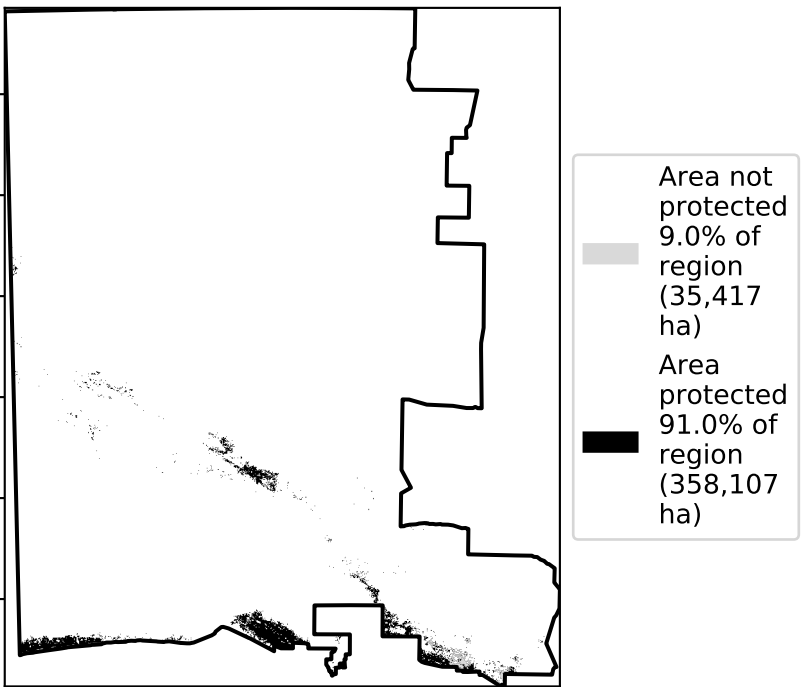 Area not
protected
9.0% of
region
(35,417
ha)
Area
protected
91.0% of
region
(358,107
ha)